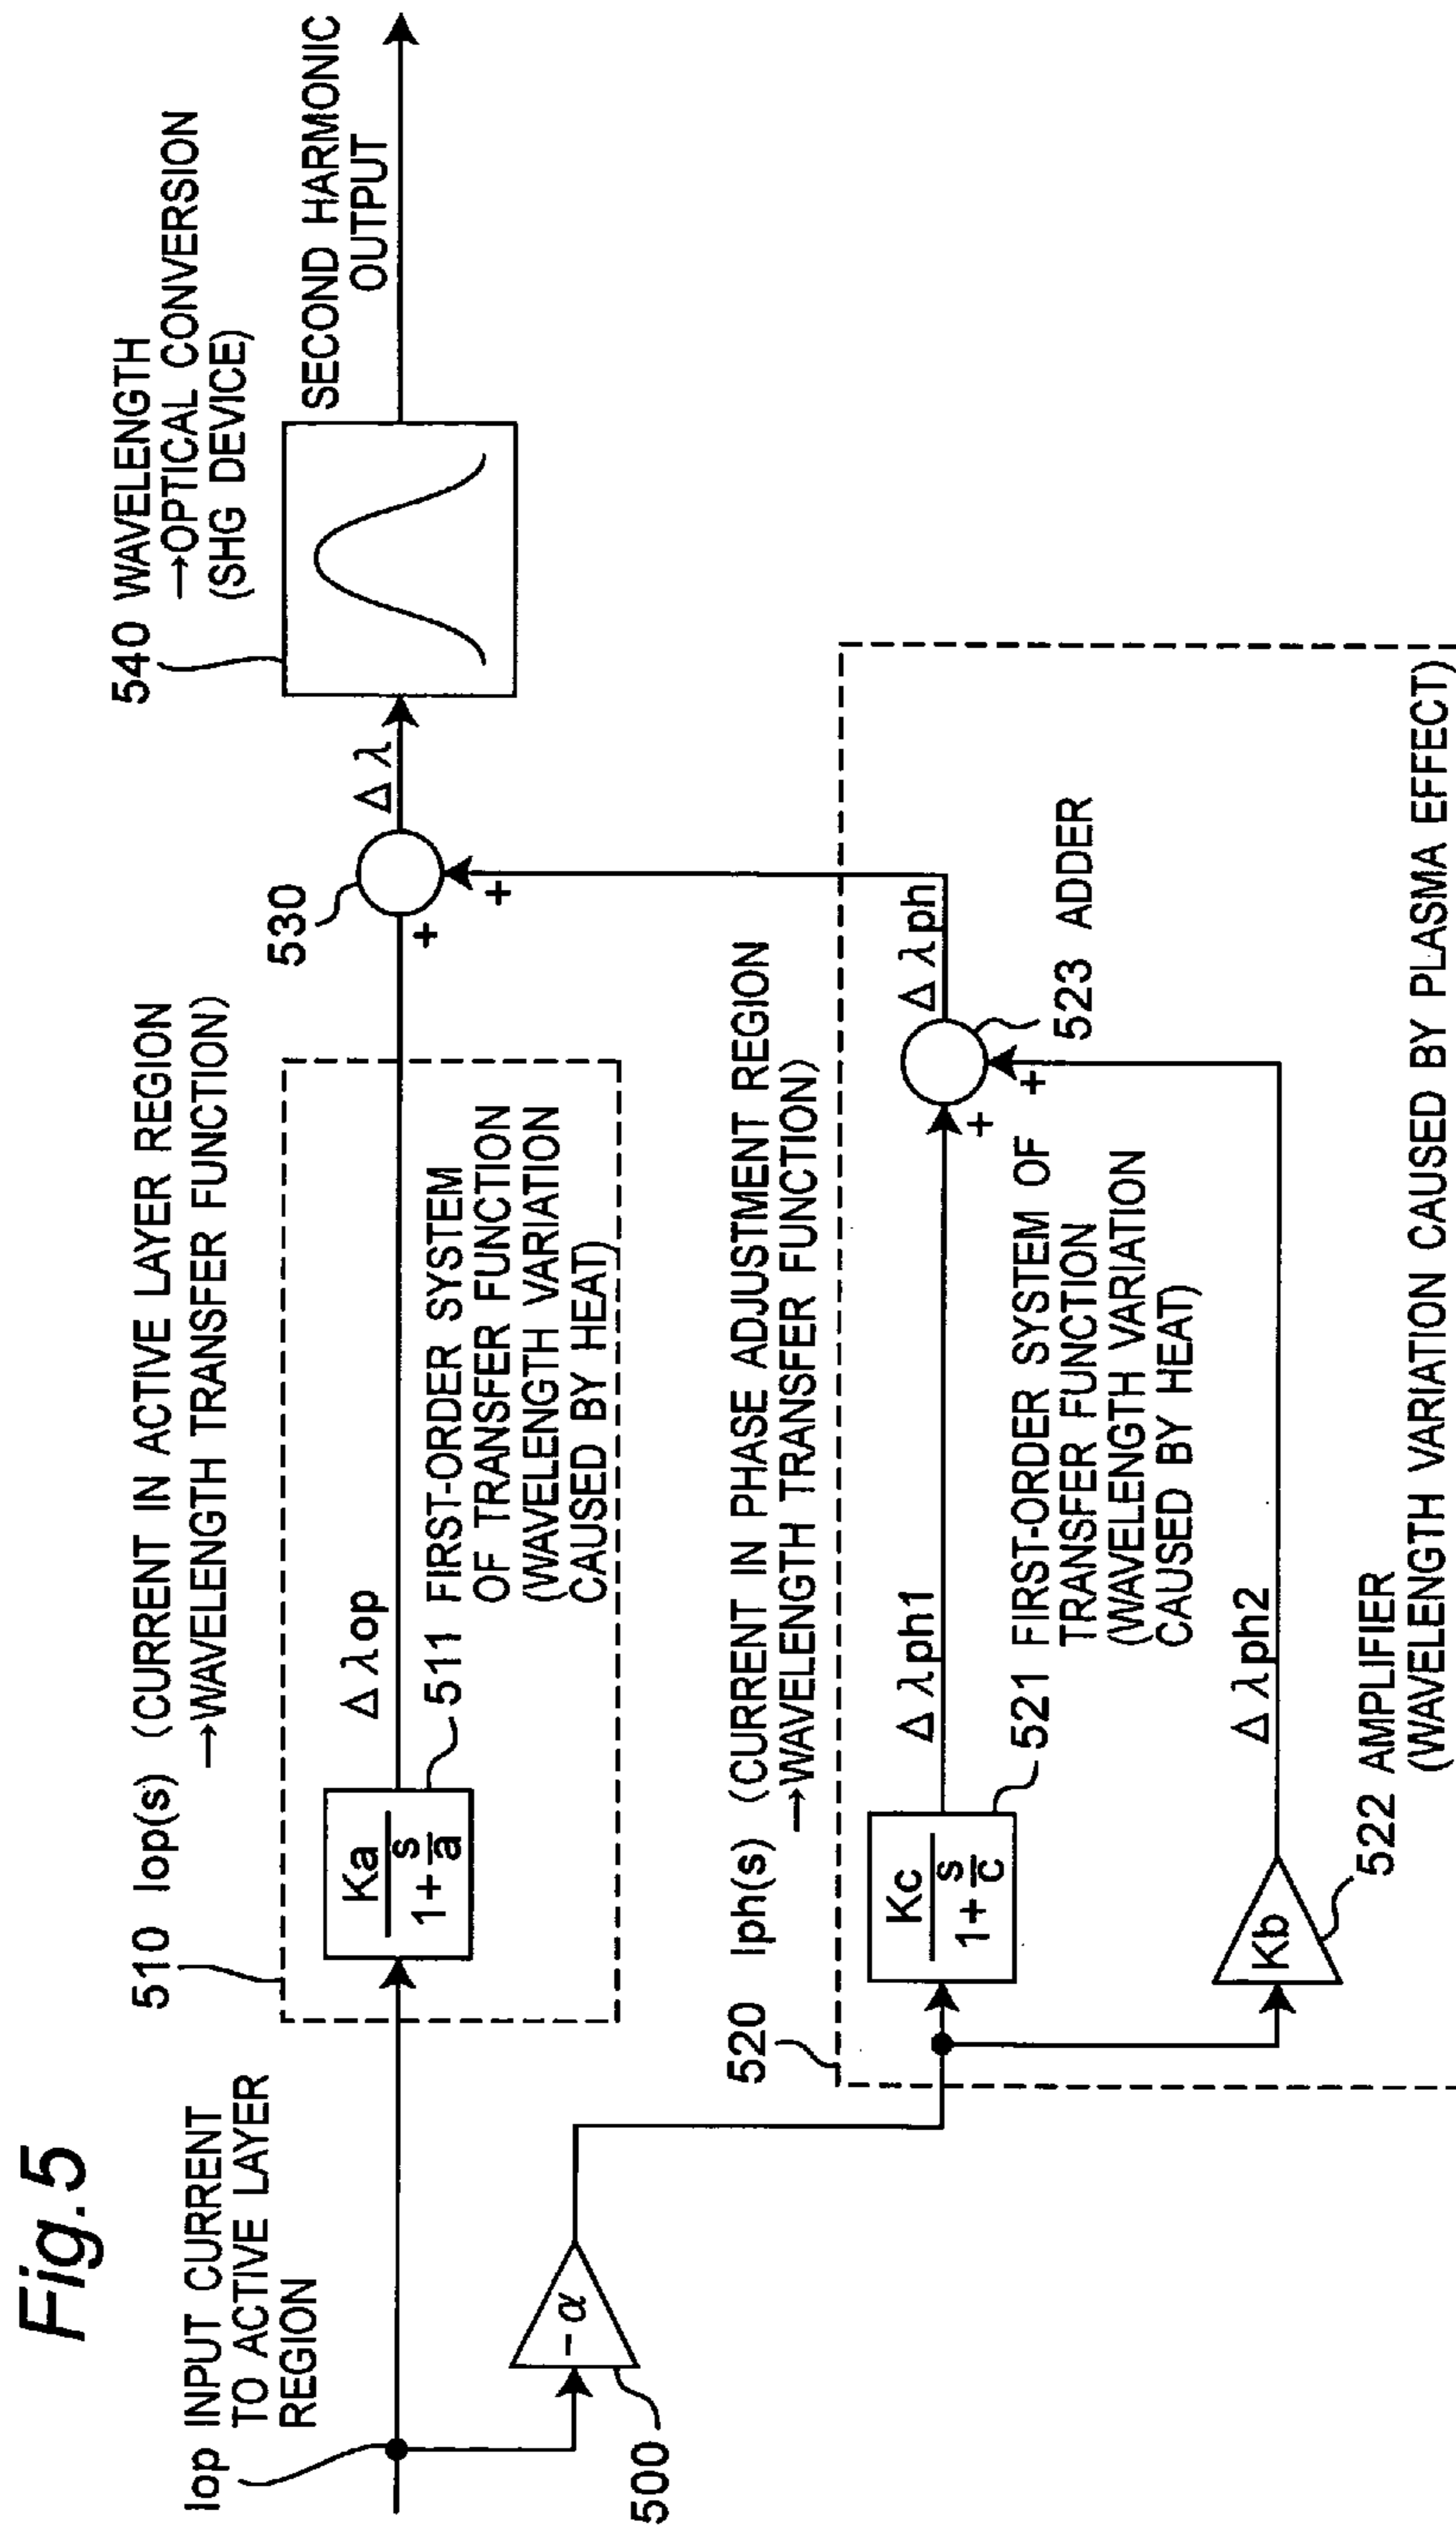 Fig.5
Iop INPUT CURRENT
TO ACTIVE LAYER
REGION
500
-α
510 Iop(s) (CURRENT IN ACTIVE LAYER REGION
→WAVELENGTH TRANSFER FUNCTION)
Ka
1+s/a
Δλop
511 FIRST-ORDER SYSTEM
OF TRANSFER FUNCTION
(WAVELENGTH VARIATION
CAUSED BY HEAT)
520 Iph(s) (CURRENT IN PHASE ADJUSTMENT REGION
→WAVELENGTH TRANSFER FUNCTION)
Kc
1+s/c
Δλph1
521 FIRST-ORDER SYSTEM OF
TRANSFER FUNCTION
(WAVELENGTH VARIATION
CAUSED BY HEAT)
Kb
Δλph2
522 AMPLIFIER
(WAVELENGTH VARIATION CAUSED BY PLASMA EFFECT)
+
+
Δλph
523 ADDER
530
+
+
Δλ
540 WAVELENGTH
→OPTICAL CONVERSION
(SHG DEVICE)
SECOND HARMONIC
OUTPUT